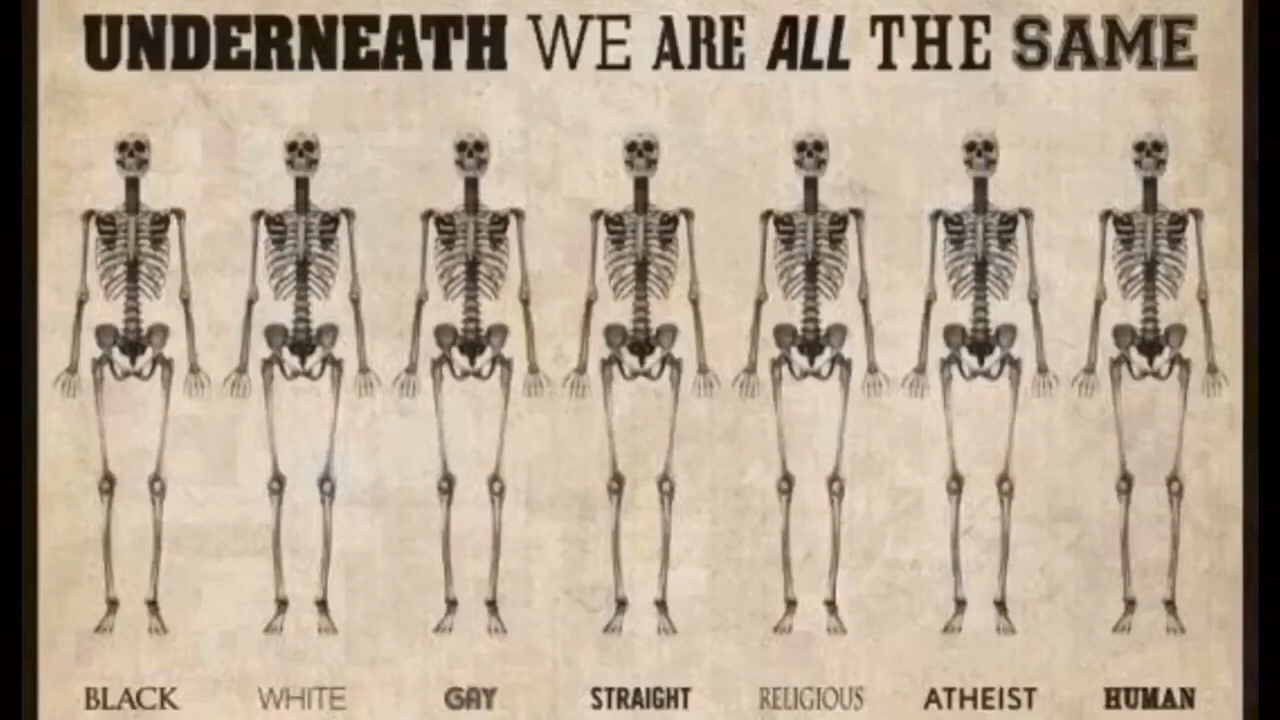 UNDERNEATH WE ARE ALL THE SAME
BLACK WHITE GAY STRAIGHT RELIGIOUS ATHEIST HUMAN